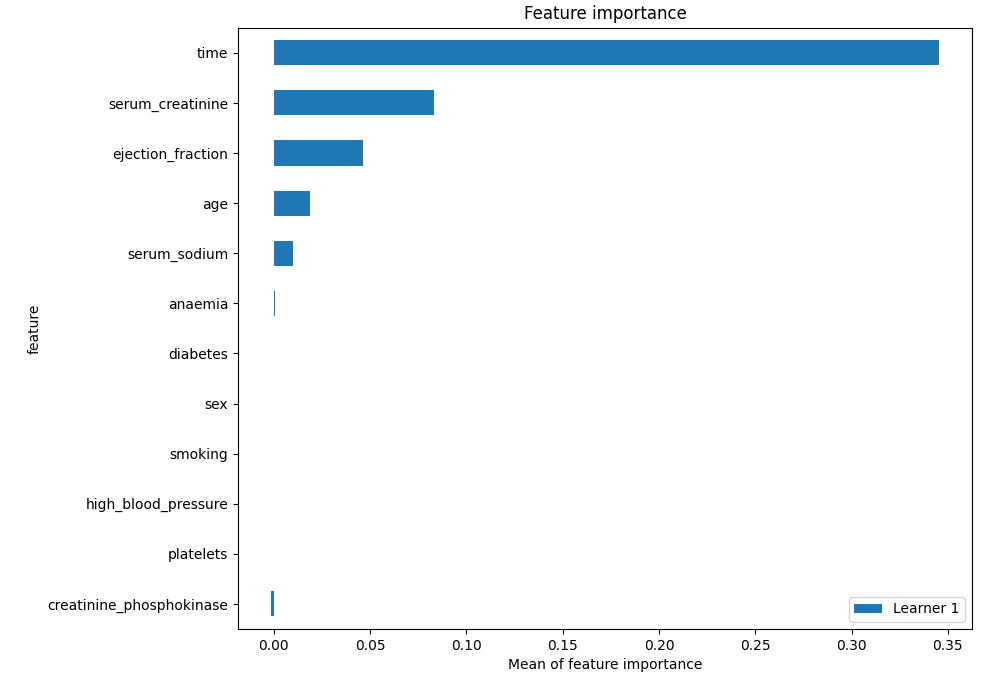 Feature importance
time
serum_creatinine
ejection_fraction
age
serum_sodium
anaemia
diabetes
sex
smoking
high_blood_pressure
platelets
creatinine_phosphokinase
feature
Learner 1
0.00 0.05 0.10 0.15 0.20 0.25 0.30 0.35
Mean of feature importance